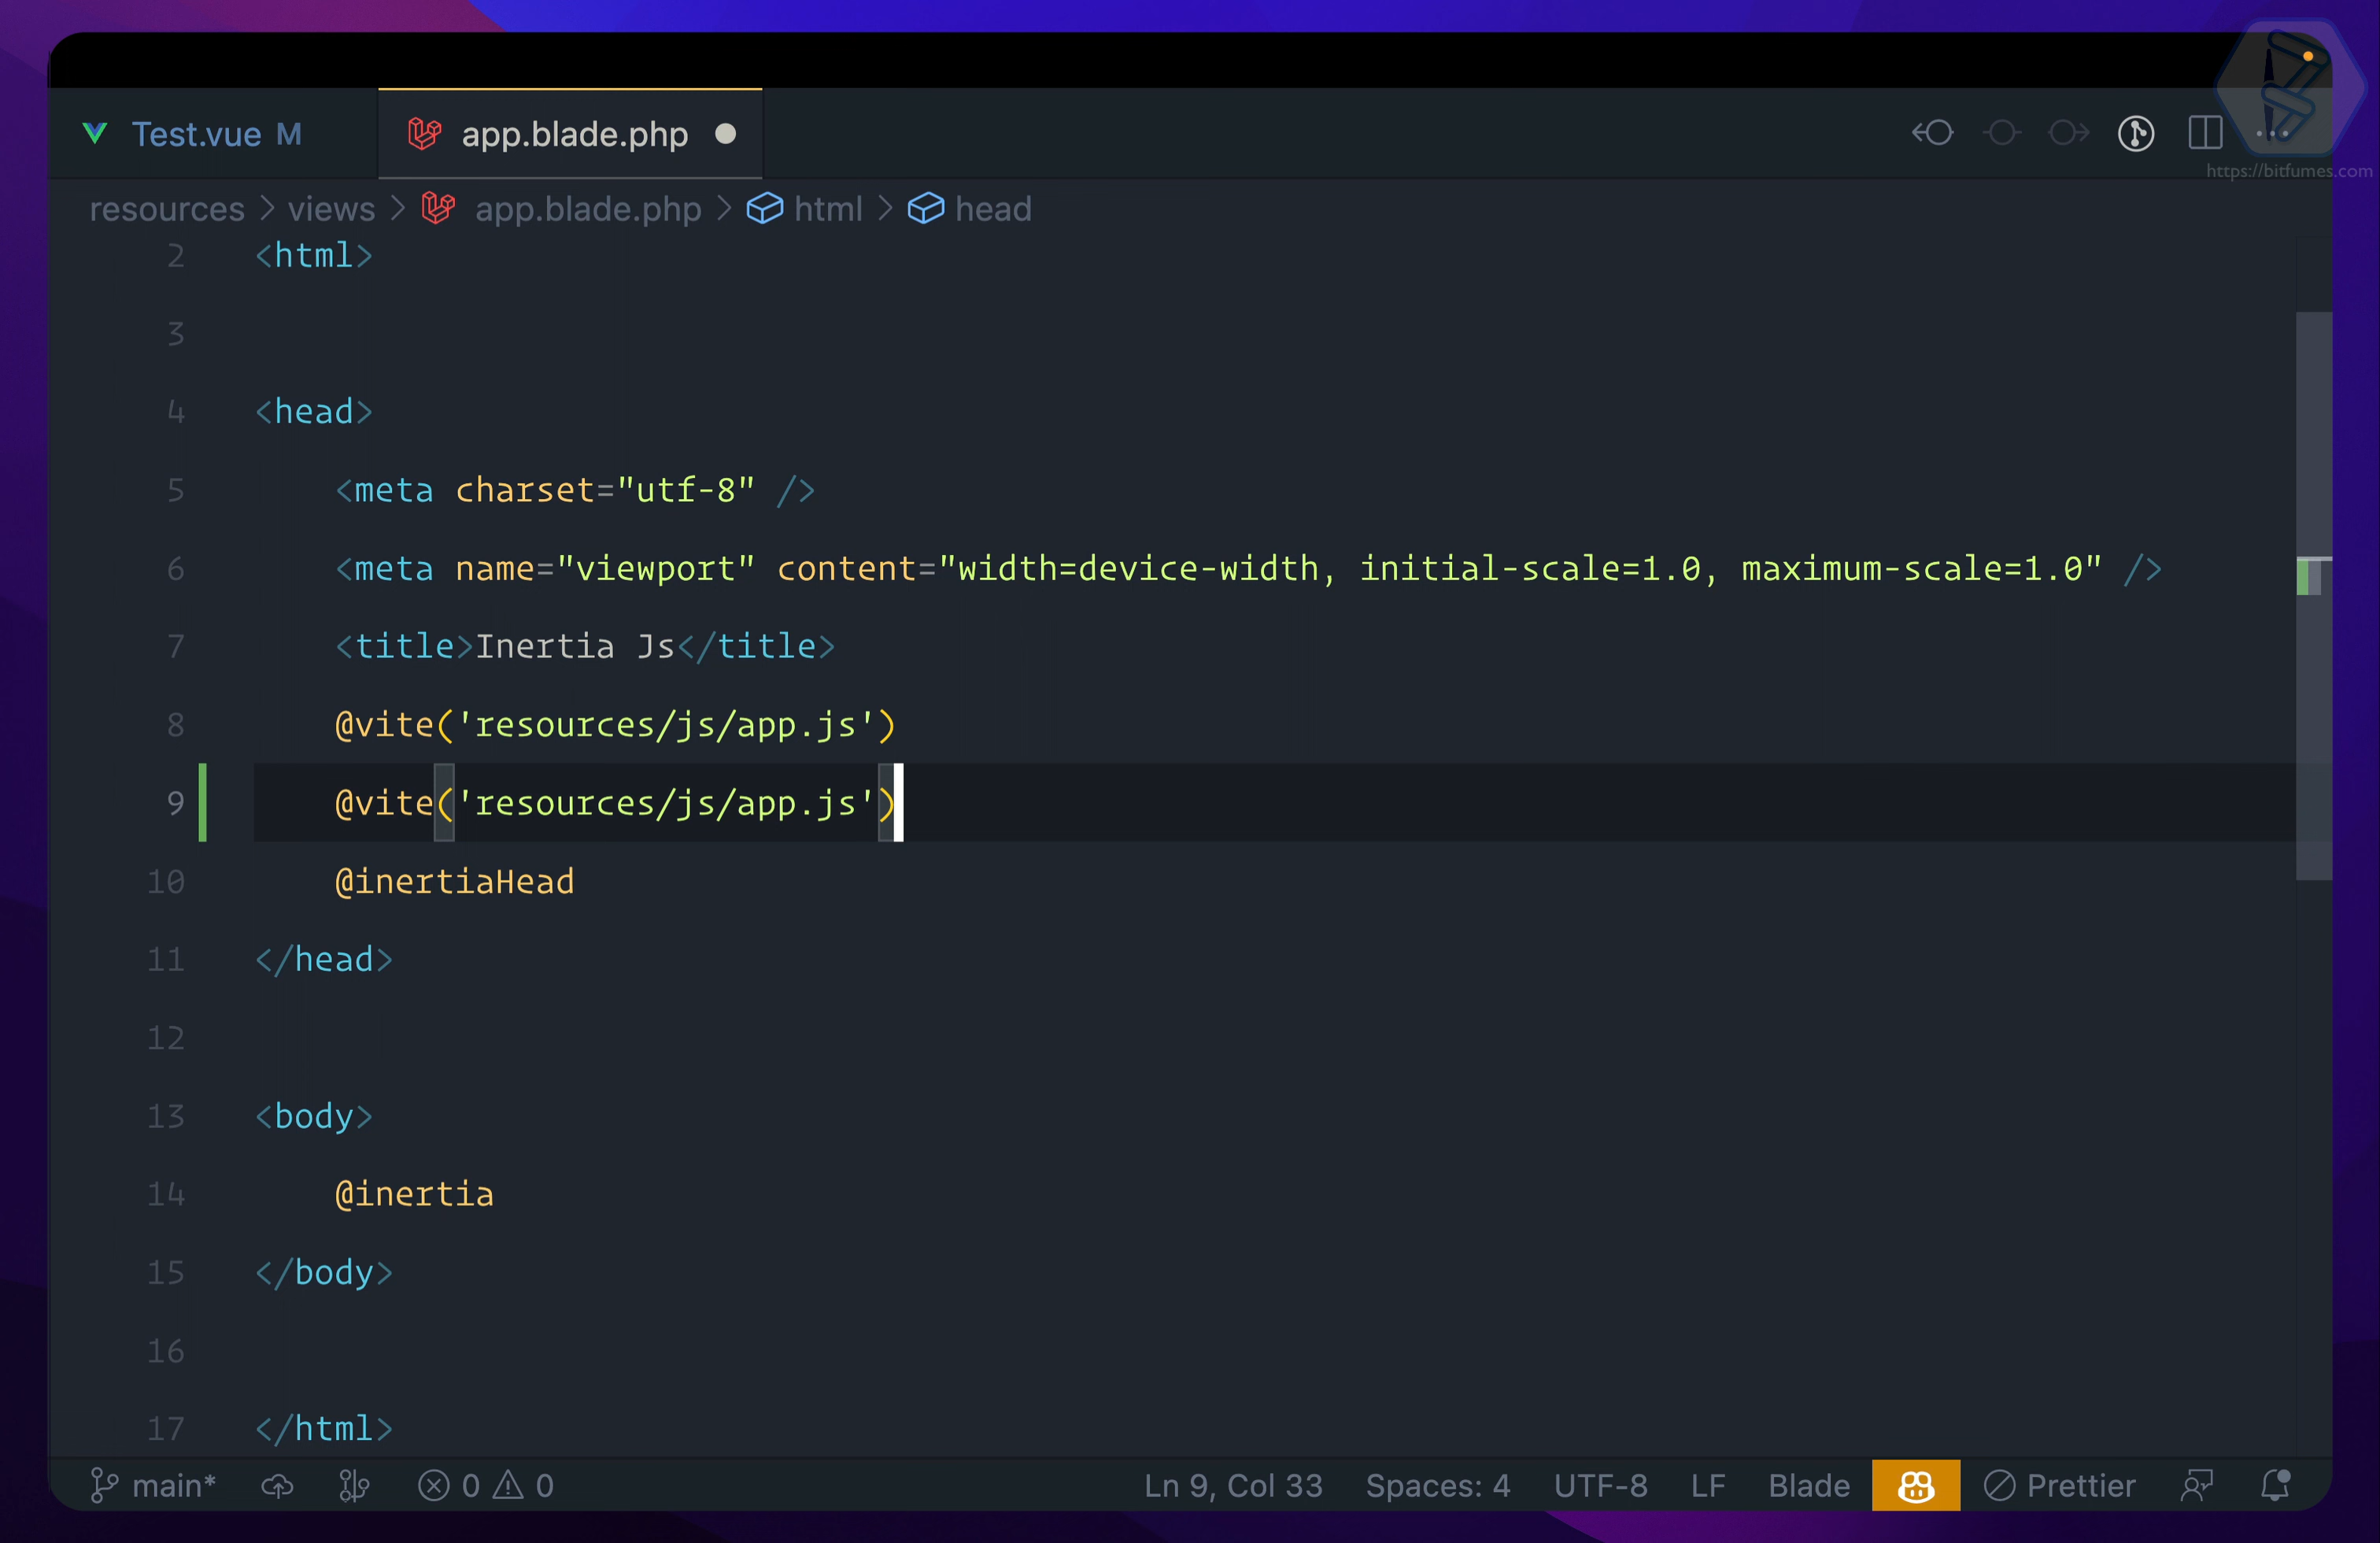 Test.vue M
app.blade.php
https://bitfumes.com
resources > views > app.blade.php > html > head
2 <html>
3
4 <head>
5 <meta charset="utf-8" />
6 <meta name="viewport" content="width=device-width, initial-scale=1.0, maximum-scale=1.0" />
7 <title>Inertia Js</title>
8 @vite('resources/js/app.js')
9 @vite('resources/js/app.js')
10 @inertiaHead
11 </head>
12
13 <body>
14 @inertia
15 </body>
16
17 </html>
main* 0 0 Ln 9, Col 33 Spaces: 4 UTF-8 LF Blade Prettier